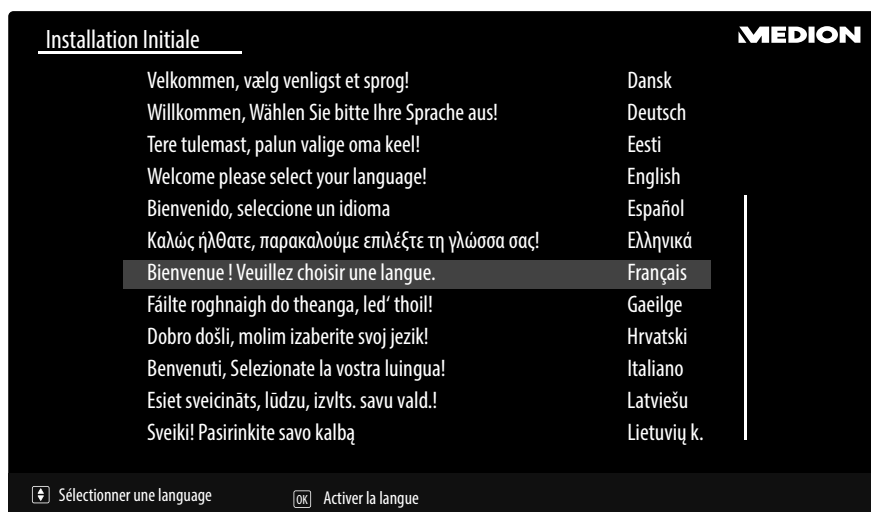 Installation Initiale MEDION
Velkommen, vælg venligst et sprog! Dansk
Willkommen, Wählen Sie bitte Ihre Sprache aus! Deutsch
Tere tulemast, palun valige oma keel! Eesti
Welcome please select your language! English
Bienvenido, seleccione un idioma Español
Καλώς ήλθατε, παρακαλούμε επιλέξτε τη γλώσσα σας! Ελληνικά
Bienvenue ! Veuillez choisir une langue. Français
Fáilte roghnaigh do theanga, led‘ thoil! Gaeilge
Dobro došli, molim izaberite svoj jezik! Hrvatski
Benvenuti, Selezionate la vostra luingua! Italiano
Esiet sveicināts, lūdzu, izvlts. savu vald.! Latviešu
Sveiki! Pasirinkite savo kalbą Lietuvių k.
Sélectionner une language OK Activer la langue